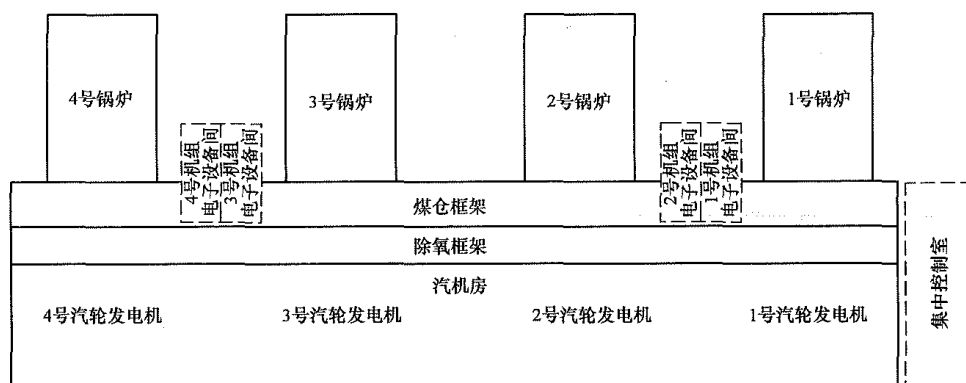 4号锅炉
3号锅炉
2号锅炉
1号锅炉
4号机组
电子设备间
3号机组
电子设备间
2号机组
电子设备间
1号机组
电子设备间
煤仓框架
除氧框架
汽机房
4号汽轮发电机
3号汽轮发电机
2号汽轮发电机
1号汽轮发电机
集中控制室